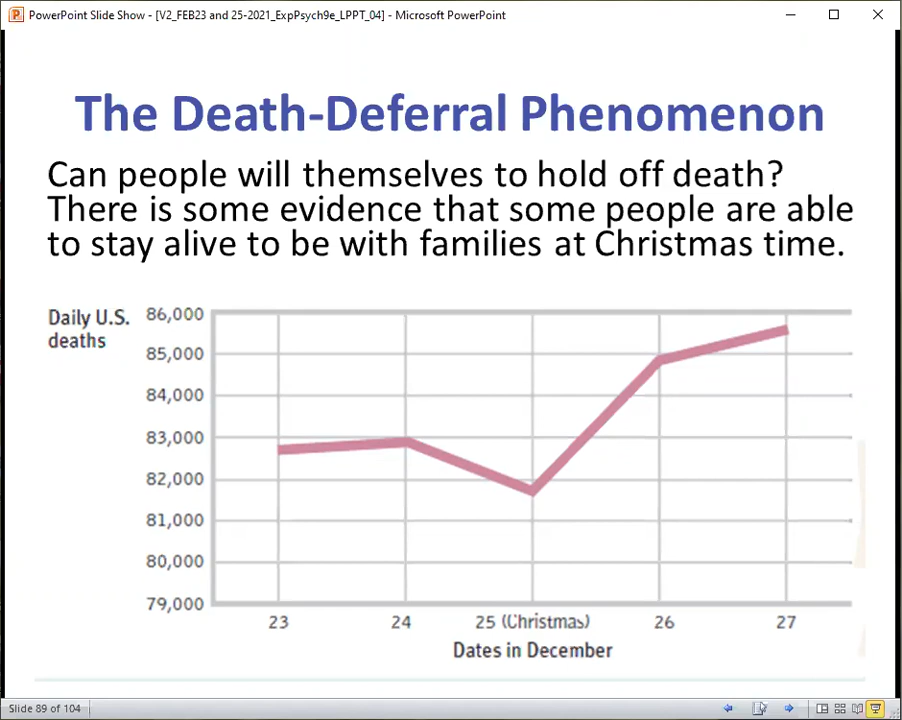 PowerPoint Slide Show - [V2_FEB23 and 25-2021_ExpPsych9e_LPPT_04] - Microsoft PowerPoint
The Death-Deferral Phenomenon
Can people will themselves to hold off death?
There is some evidence that some people are able
to stay alive to be with families at Christmas time.
Daily U.S.
deaths
86,000
85,000
84,000
83,000
82,000
81,000
80,000
79,000
23 24 25 (Christmas) 26 27
Dates in December
Slide 89 of 104